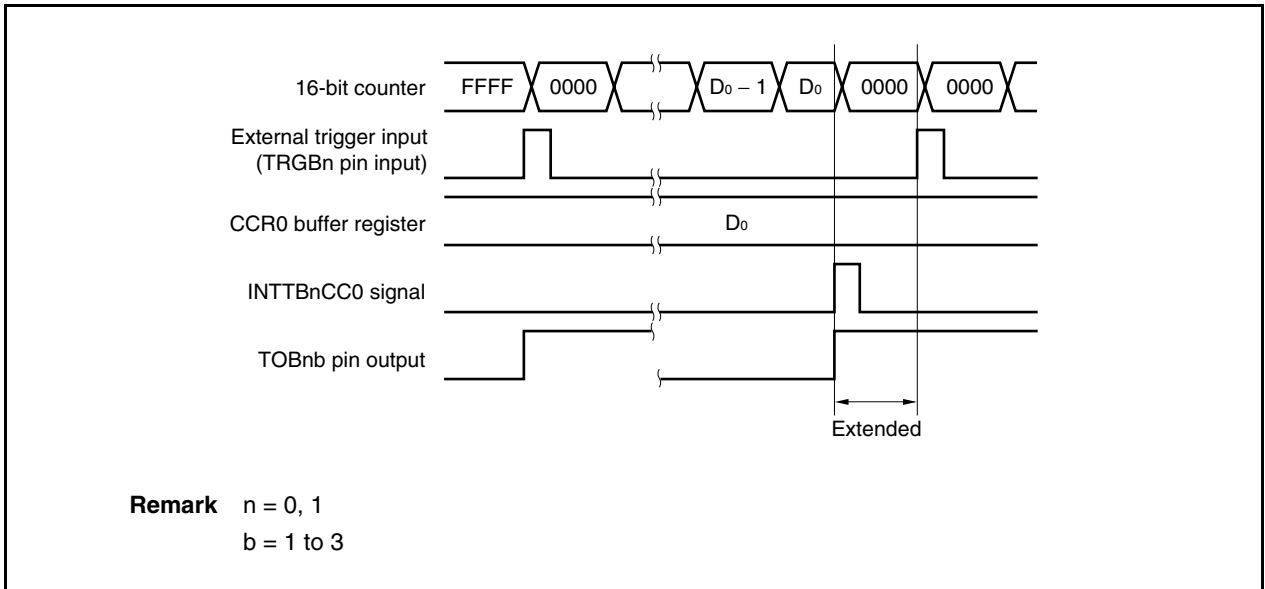 16-bit counter FFFF 0000 D0 − 1 D0 0000 0000
External trigger input
(TRGBn pin input)
CCR0 buffer register D0
INTTBnCC0 signal
TOBnb pin output
Extended
Remark n = 0, 1
b = 1 to 3